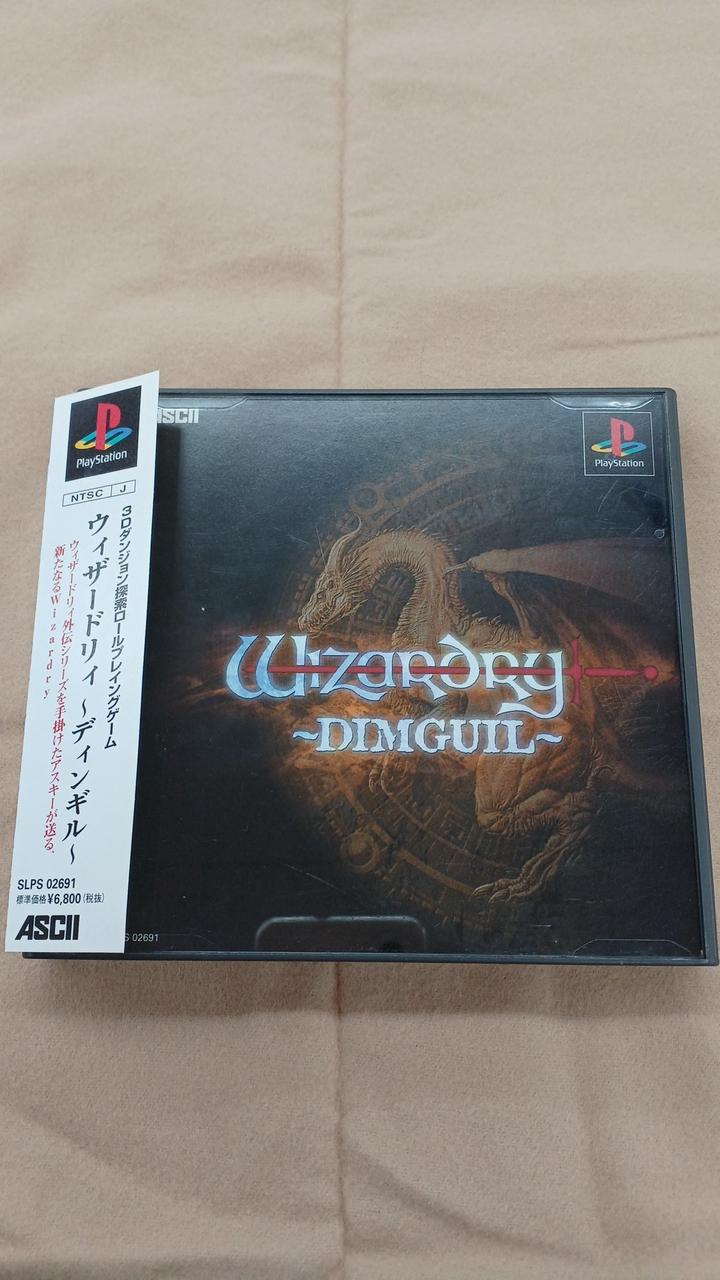 PlayStation
NTSC J
3Dダンジョン探索ロールプレイングゲーム
ウィザードリィ ～ディンギル～
ウィザードリィ外伝シリーズを手掛けたアスキーが送る、
新たなるWizardry
SLPS 02691
標準価格¥6,800(税抜)
ASCII
ASCII
PlayStation
Wizardry
~DIMGUIL~
S 02691